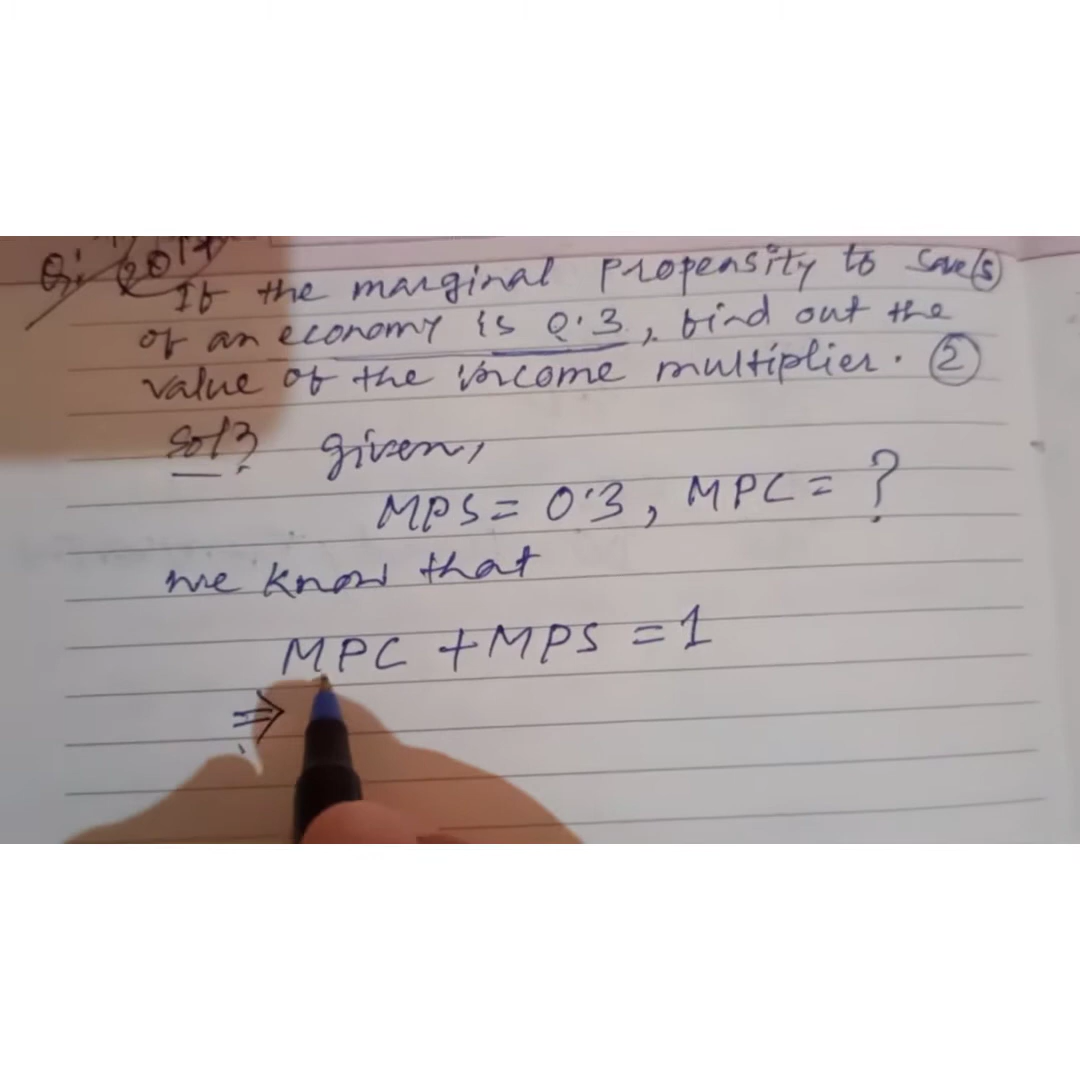 Q: 2017
If the marginal propensity to save(s)
of an economy is 0.3, find out the
value of the income multiplier. (2)
Sol? given,
MPS = 0.3, MPC = ?
we know that
MPC + MPS = 1
⇒